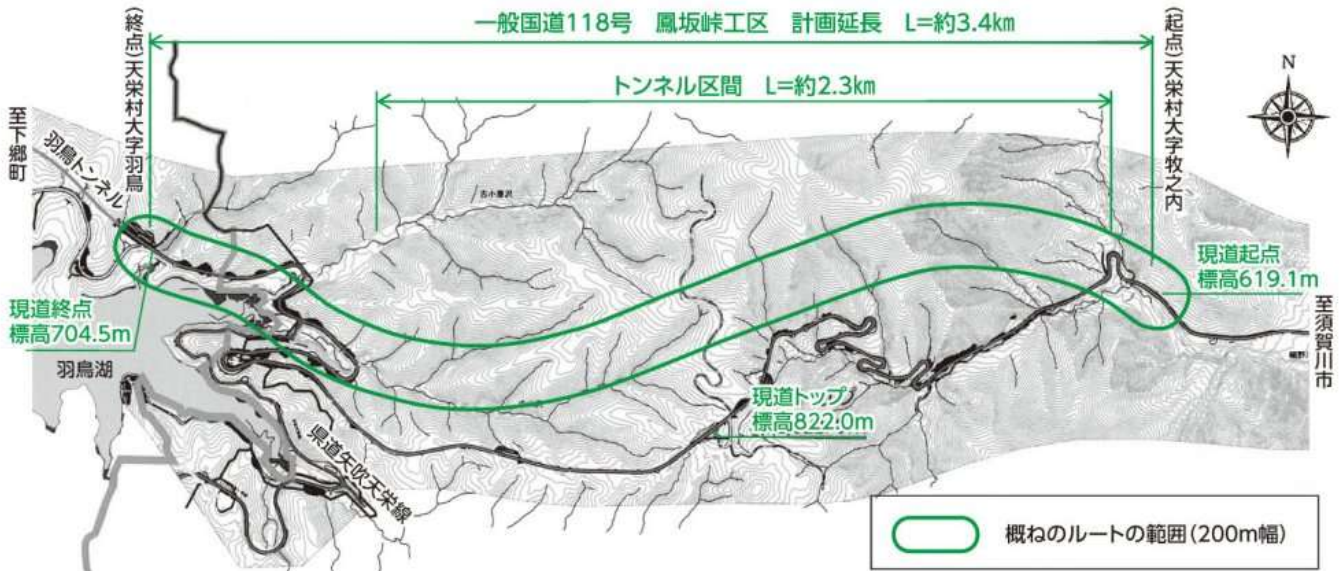 一般国道118号　鳳坂峠工区　計画延長　L=約3.4km
トンネル区間　L=約2.3km
(終点)天栄村大字羽鳥
(起点)天栄村大字牧之内
N
至下郷町
羽鳥トンネル
現道終点
標高704.5m
羽鳥湖
現道起点
標高619.1m
至須賀川市
現道トップ
標高822.0m
県道矢吹天栄線
概ねのルートの範囲(200m幅)